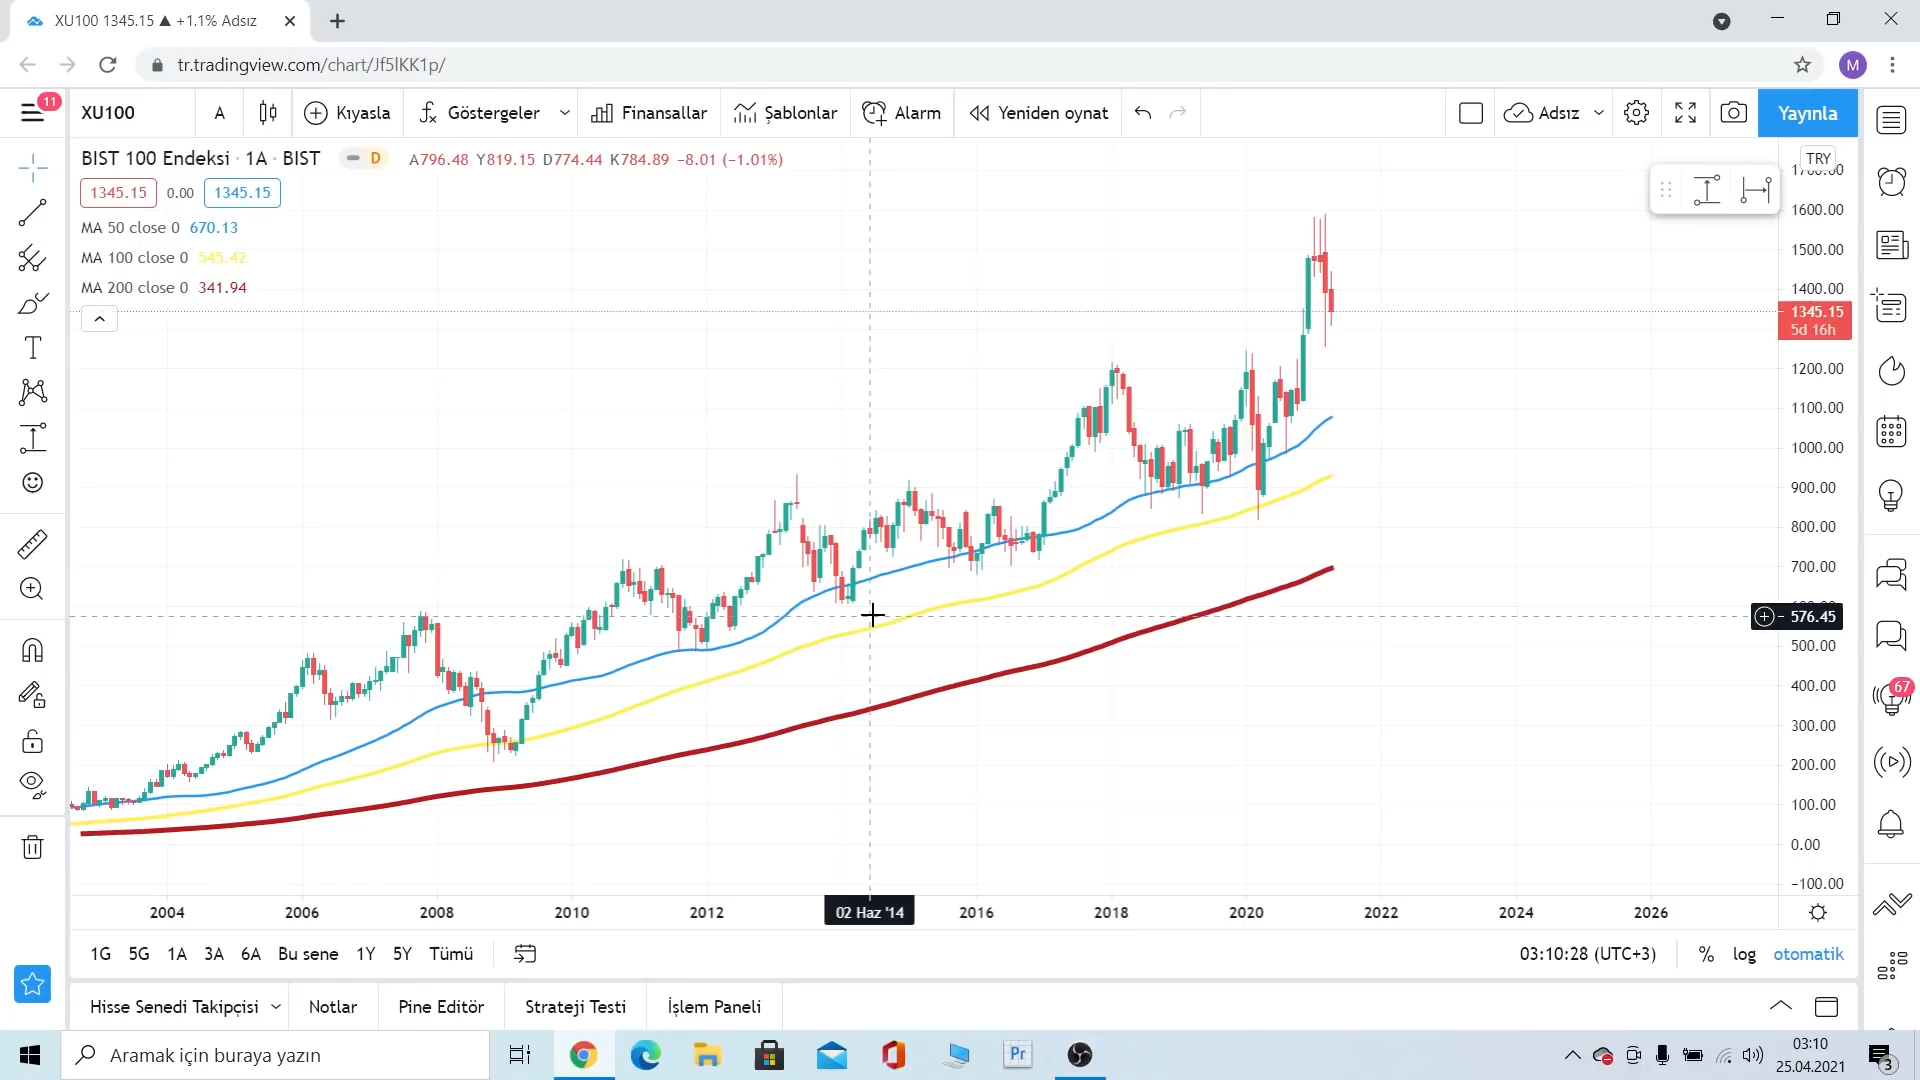 XU100 1345.15 ▲ +1.1% Adsız
tr.tradingview.com/chart/Jf5lKK1p/
M
11
XU100
A
Kıyasla
Göstergeler
Finansallar
Şablonlar
Alarm
Yeniden oynat
Adsız
Yayınla
BIST 100 Endeksi · 1A · BIST
D
A796.48 Y819.15 D774.44 K784.89 −8.01 (−1.01%)
TRY
1345.15 0.00 1345.15
MA 50 close 0 670.13
MA 100 close 0 545.42
MA 200 close 0 341.94
1600.00
1500.00
1400.00
1345.15
5d 16h
1200.00
1100.00
1000.00
900.00
800.00
700.00
576.45
500.00
400.00
300.00
200.00
100.00
0.00
−100.00
67
2004 2006 2008 2010 2012 02 Haz '14 2016 2018 2020 2022 2024 2026
1G 5G 1A 3A 6A Bu sene 1Y 5Y Tümü
03:10:28 (UTC+3) % log otomatik
Hisse Senedi Takipçisi Notlar Pine Editör Strateji Testi İşlem Paneli
Aramak için buraya yazın
Pr
03:10
25.04.2021
3